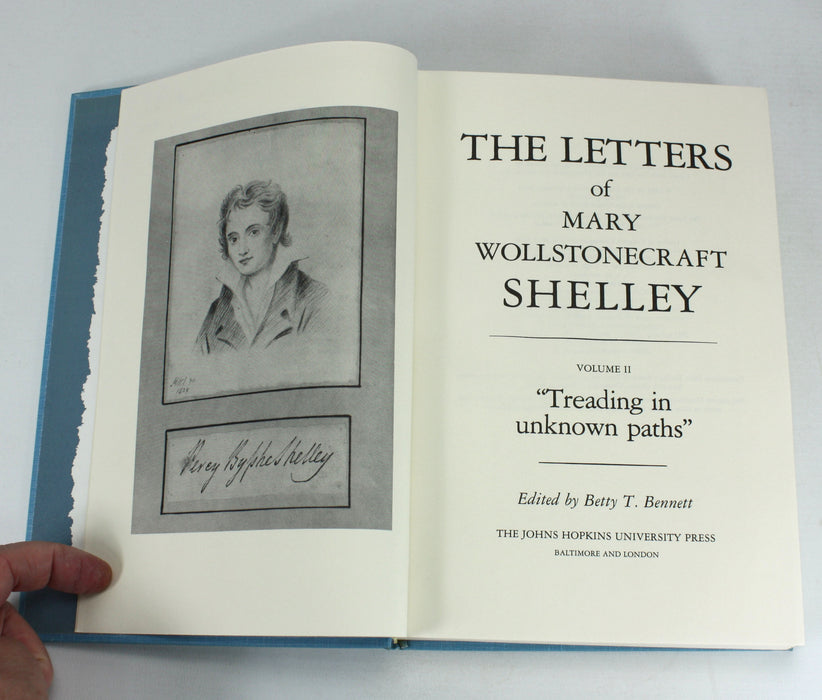 Percy Bysshe Shelley
THE LETTERS
of
MARY
WOLLSTONECRAFT
SHELLEY
VOLUME II
“Treading in
unknown paths”
Edited by Betty T. Bennett
THE JOHNS HOPKINS UNIVERSITY PRESS
BALTIMORE AND LONDON